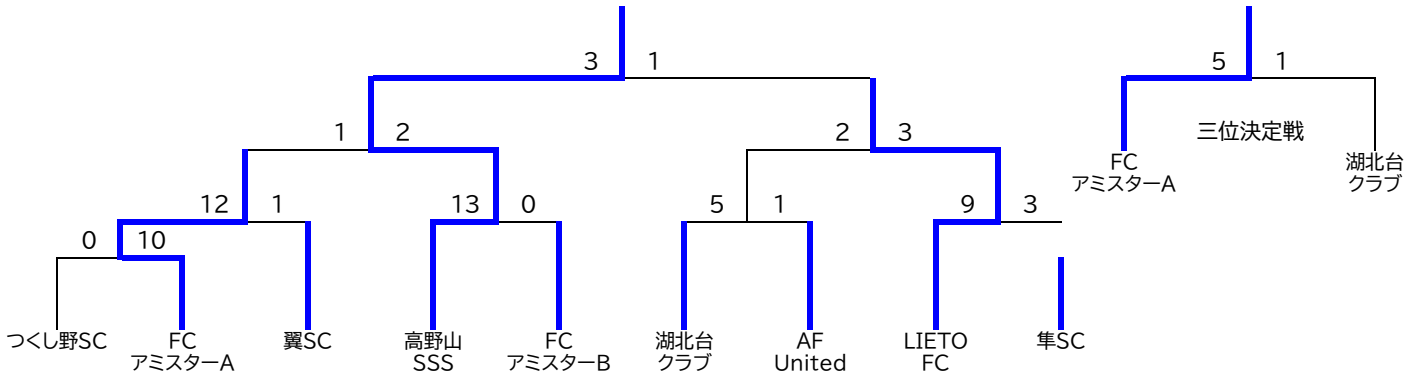 3 1
5 1
1 2
2 3
三位決定戦
FC
アミスターA
湖北台
クラブ
12 1
13 0
5 1
9 3
0 10
つくし野SC
FC
アミスターA
翼SC
高野山
SSS
FC
アミスターB
湖北台
クラブ
AF
United
LIETO
FC
隼SC